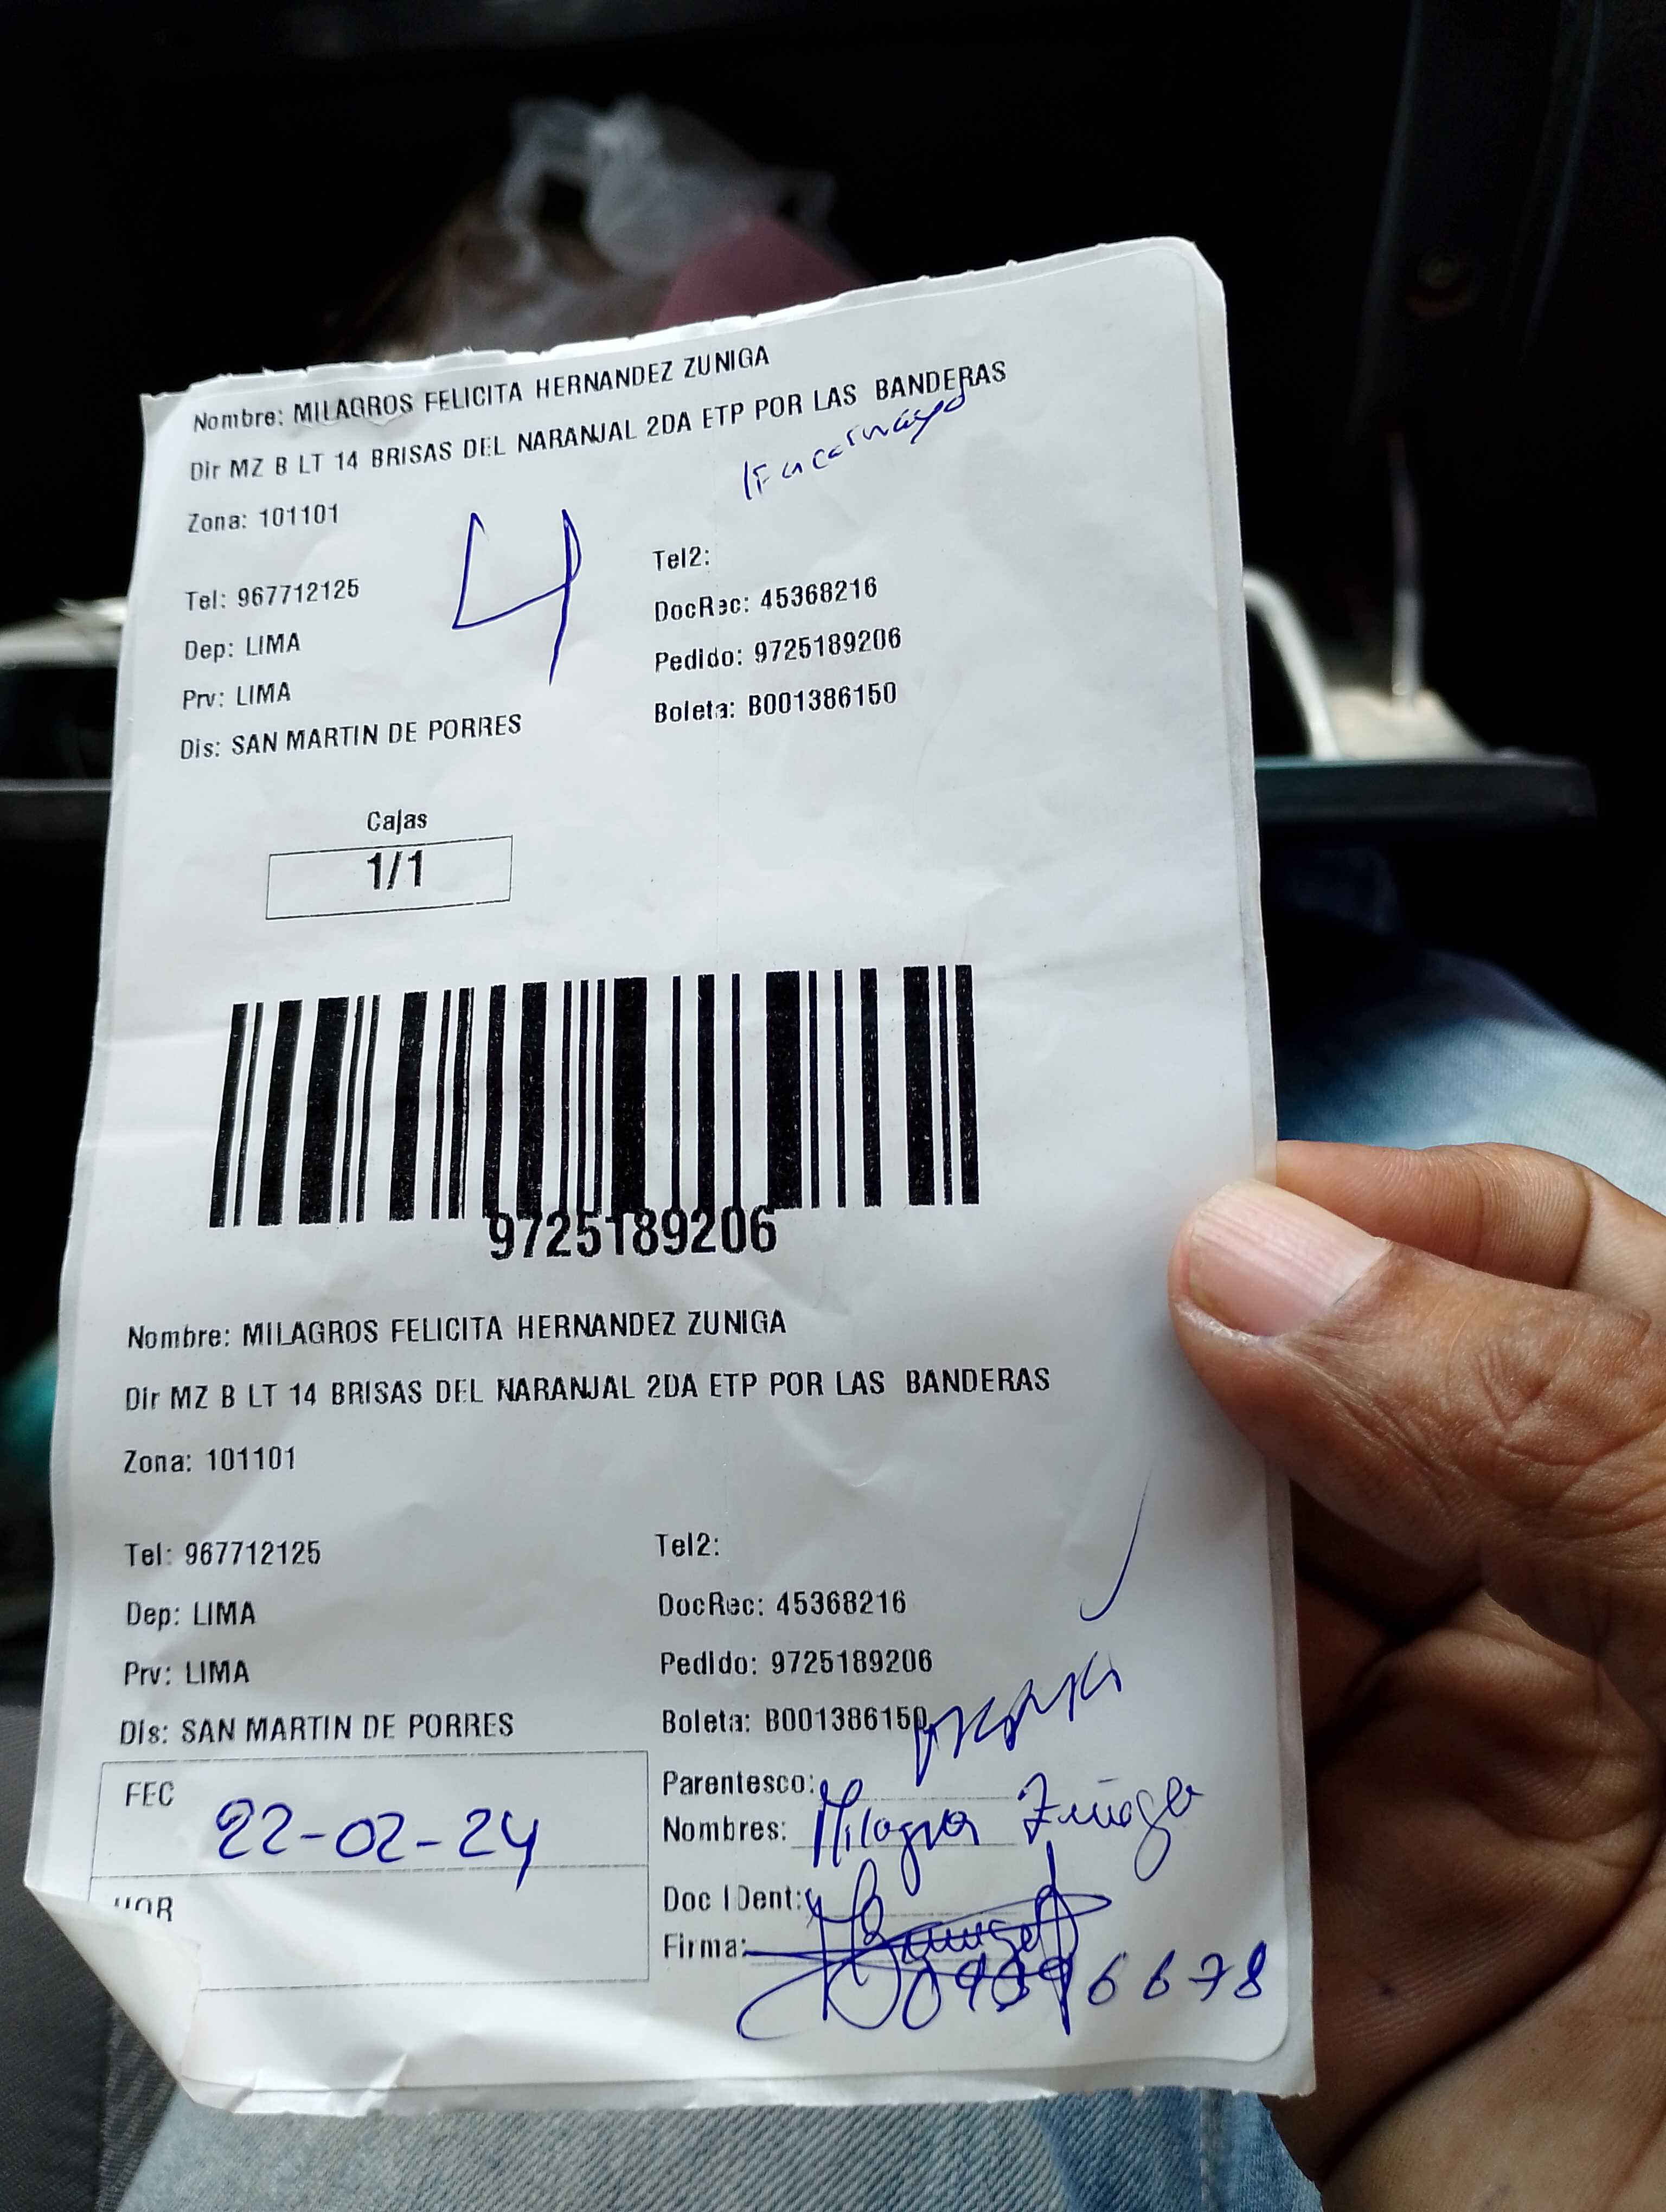 Nombre: MILAGROS FELICITA HERNANDEZ ZUNIGA
Dir MZ B LT 14 BRISAS DEL NARANJAL 2DA ETP POR LAS BANDERAS
Zona: 101101
4
Tel: 967712125
Dep: LIMA
Prv: LIMA
Dis: SAN MARTIN DE PORRES
Tel2:
DocRec: 45368216
Pedido: 9725189206
Boleta: B001386150
Cajas
1/1
9725189206
Nombre: MILAGROS FELICITA HERNANDEZ ZUNIGA
Dir MZ B LT 14 BRISAS DEL NARANJAL 2DA ETP POR LAS BANDERAS
Zona: 101101
Tel: 967712125
Dep: LIMA
Prv: LIMA
Dis: SAN MARTIN DE PORRES
Tel2:
DocRec: 45368216
Pedido: 9725189206
Boleta: B001386150
FEC
22-02-24
HOR
Parentesco:
Nombres: Milagros Zuñiga
Doc IDent:
Firma: